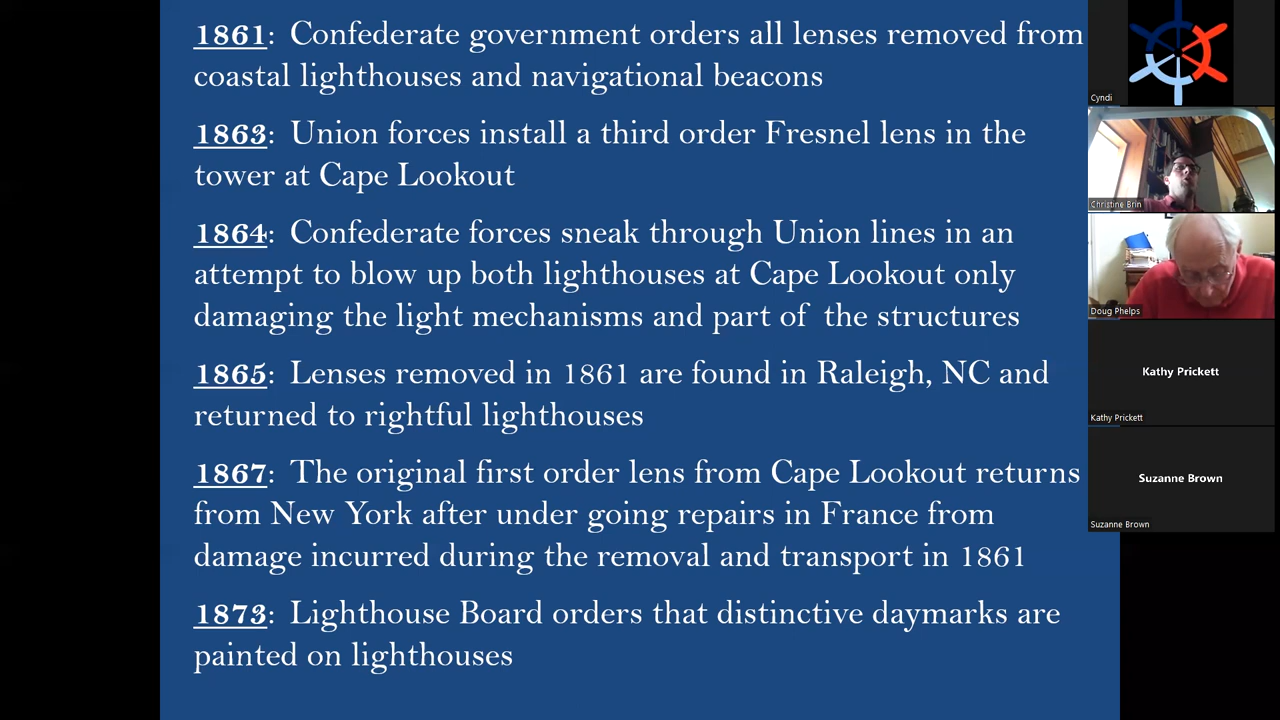 1861: Confederate government orders all lenses removed from
coastal lighthouses and navigational beacons
1863: Union forces install a third order Fresnel lens in the
tower at Cape Lookout
1864: Confederate forces sneak through Union lines in an
attempt to blow up both lighthouses at Cape Lookout only
damaging the light mechanisms and part of the structures
1865: Lenses removed in 1861 are found in Raleigh, NC and
returned to rightful lighthouses
1867: The original first order lens from Cape Lookout returns
from New York after under going repairs in France from
damage incurred during the removal and transport in 1861
1873: Lighthouse Board orders that distinctive daymarks are
painted on lighthouses
Cyndi
Christine Brin
Doug Phelps
Kathy Prickett
Kathy Prickett
Suzanne Brown
Suzanne Brown